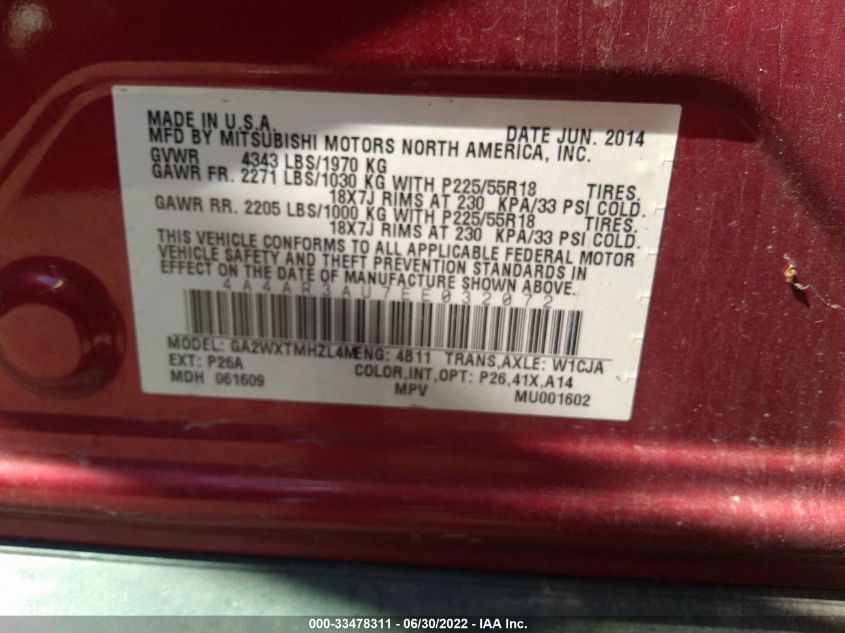 MADE IN U.S.A. DATE JUN. 2014
MFD BY MITSUBISHI MOTORS NORTH AMERICA, INC.
GVWR 4343 LBS/1970 KG
GAWR FR. 2271 LBS/1030 KG WITH P225/55R18 TIRES.
18X7J RIMS AT 230 KPA/33 PSI COLD.
GAWR RR. 2205 LBS/1000 KG WITH P225/55R18 TIRES.
18X7J RIMS AT 230 KPA/33 PSI COLD.
THIS VEHICLE CONFORMS TO ALL APPLICABLE FEDERAL MOTOR
VEHICLE SAFETY AND THEFT PREVENTION STANDARDS IN
EFFECT ON THE DATE OF MANUFACTURE SHOWN ABOVE.
4A4AR3AU7EE032072
MODEL: GA2WXTMHZL4M ENG: 4B11 TRANS,AXLE: W1CJA
EXT: P26A COLOR,INT,OPT: P26,41X,A14
MDH 061609 MPV MU001602
000-33478311 - 06/30/2022 - IAA Inc.